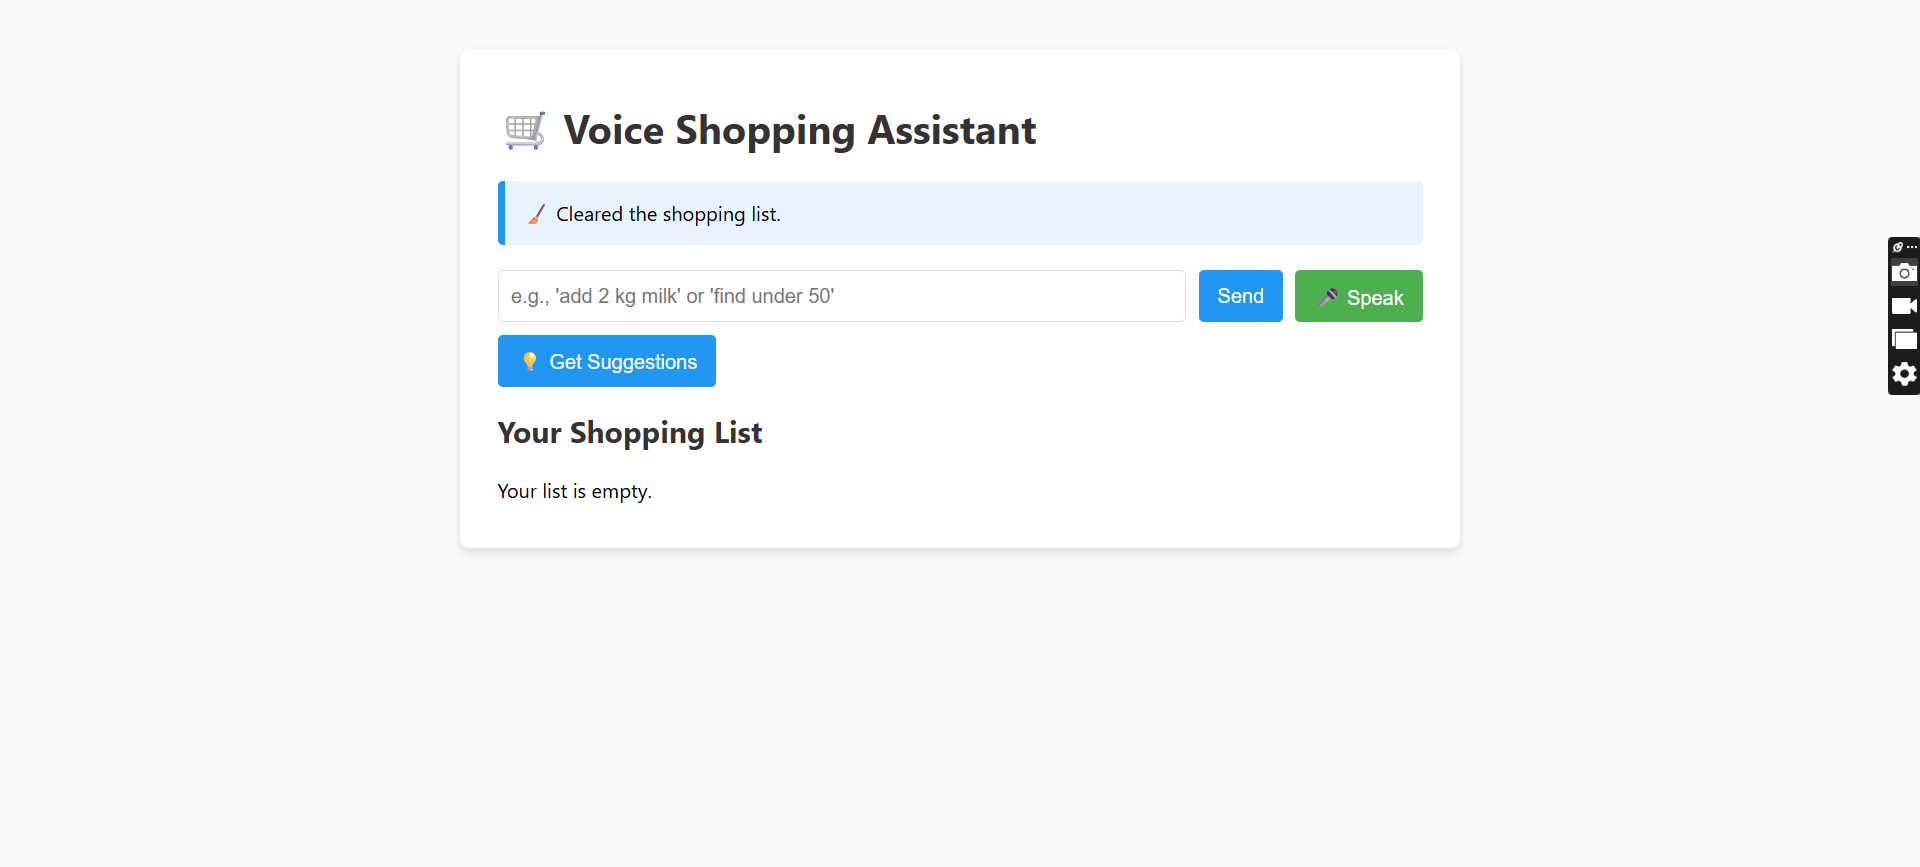 🛒 Voice Shopping Assistant
🧹 Cleared the shopping list.
e.g., 'add 2 kg milk' or 'find under 50'
Send
🎤 Speak
💡 Get Suggestions
Your Shopping List
Your list is empty.